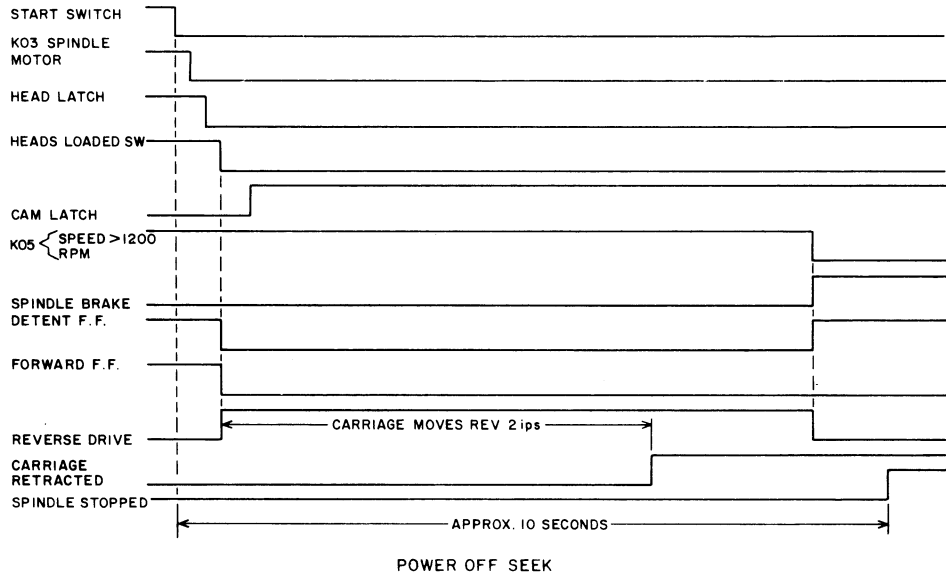 START SWITCH
K03 SPINDLE
MOTOR
HEAD LATCH
HEADS LOADED SW
CAM LATCH
K05 { SPEED > 1200
RPM
SPINDLE BRAKE
DETENT F.F.
FORWARD F.F.
CARRIAGE MOVES REV 2 ips
REVERSE DRIVE
CARRIAGE
RETRACTED
SPINDLE STOPPED
APPROX. 10 SECONDS
POWER OFF SEEK